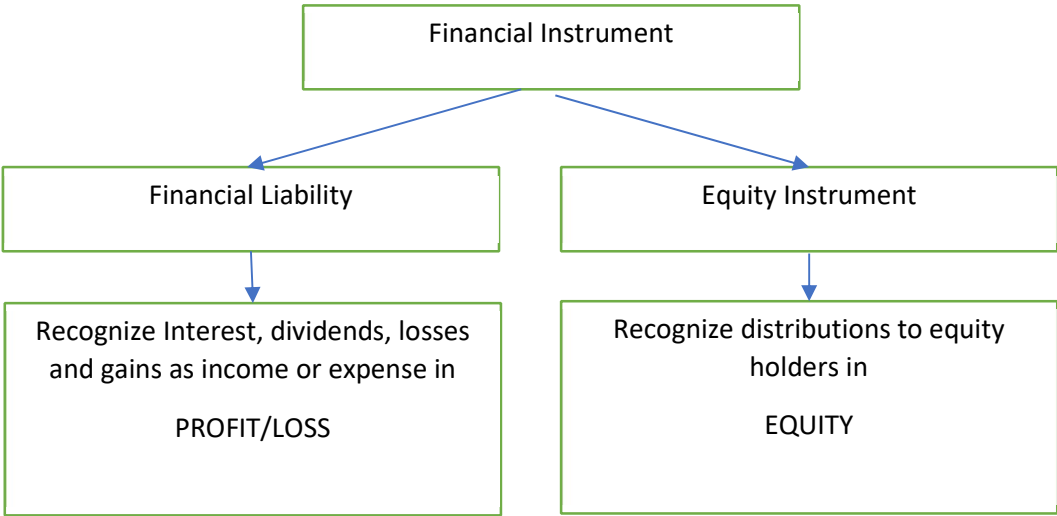 Financial Instrument
Financial Liability
Equity Instrument
Recognize Interest, dividends, losses
and gains as income or expense in
PROFIT/LOSS
Recognize distributions to equity
holders in
EQUITY